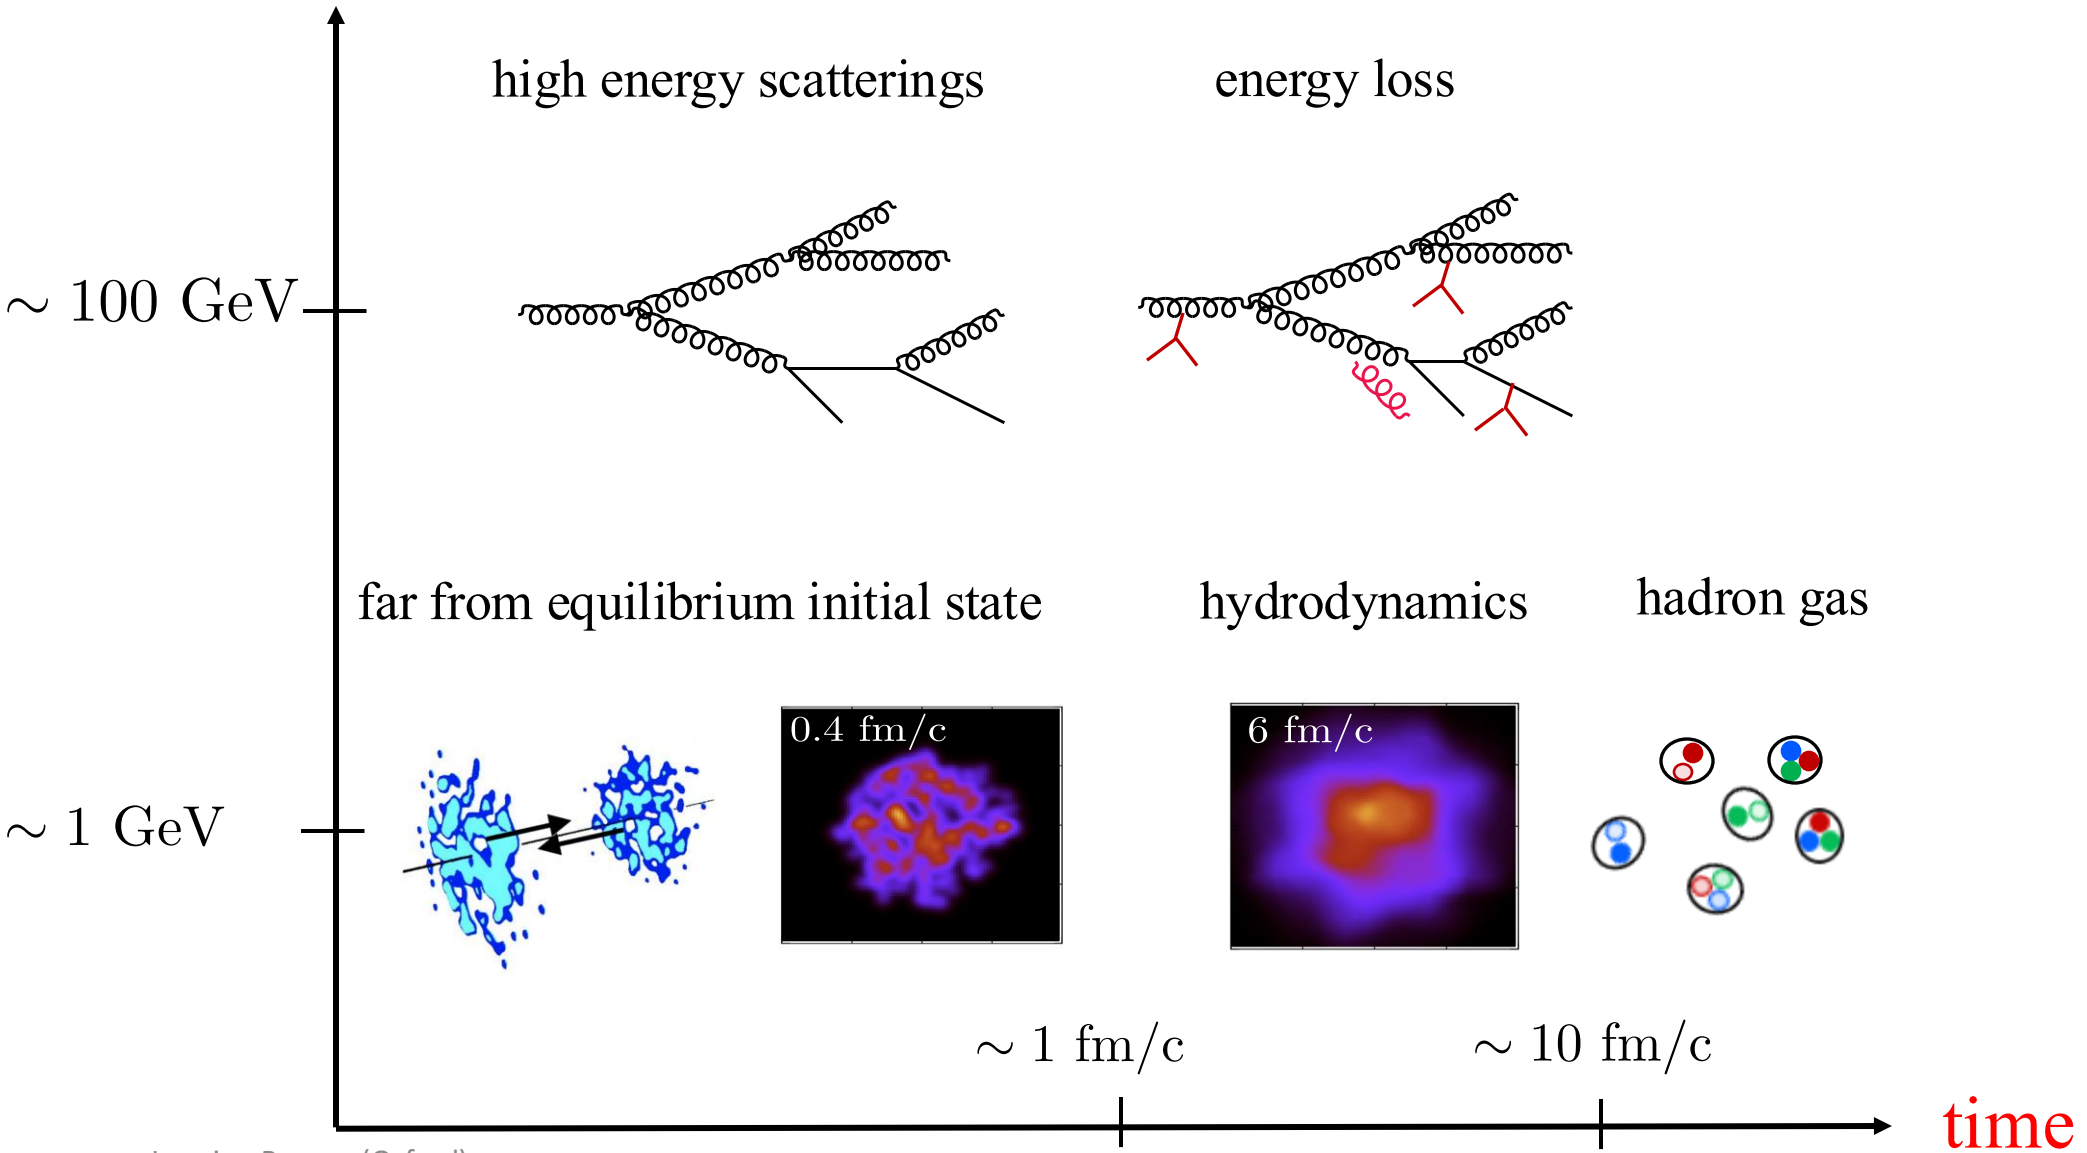 high energy scatterings
energy loss
~ 100 GeV
far from equilibrium initial state
hydrodynamics
hadron gas
0.4 fm/c
6 fm/c
~ 1 GeV
~ 1 fm/c
~ 10 fm/c
time